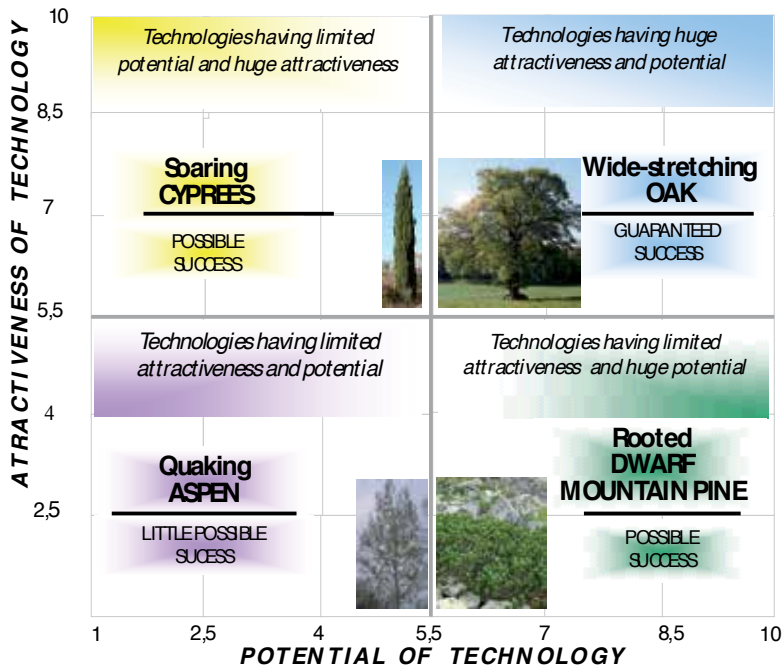 ATRACTIVENESS OF TECHNOLOGY
10
8,5
7
5,5
4
2,5
Technologies having limited
potential and huge attractiveness
Technologies having huge
attractiveness and potential
Soaring
CYPREES
POSSIBLE
SUCCESS
Wide-stretching
OAK
GUARANTEED
SUCCESS
Technologies having limited
attractiveness and potential
Technologies having limited
attractiveness and huge potential
Quaking
ASPEN
LITTLE POSSIBLE
SUCESS
Rooted
DWARF
MOUNTAIN PINE
POSSIBLE
SUCCESS
1 2,5 4 5,5 7 8,5 10
POTENTIAL OF TECHNOLOGY